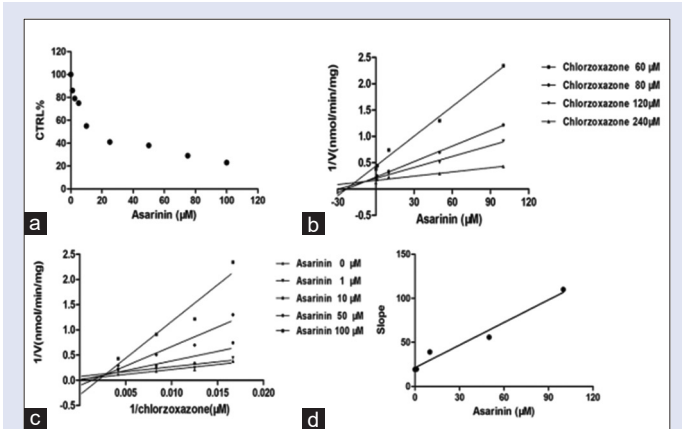 120
100
80
60
40
20
0
CTRL%
0 20 40 60 80 100 120
Asarinin (µM)
a
2.5
2.0
1.5
1.0
0.5
0
-0.5
1/V(nmol/min/mg)
-30 30 60 90 120
Asarinin (µM)
Chlorzoxazone 60 µM
Chlorzoxazone 80 µM
Chlorzoxazone 120µM
Chlorzoxazone 240µM
b
2.5
2.0
1.5
1.0
0.5
0.0
-0.5
1/V(nmol/min/mg)
0.005 0.010 0.015 0.020
1/chlorzoxazone(µM)
Asarinin 0 µM
Asarinin 1 µM
Asarinin 10 µM
Asarinin 50 µM
Asarinin 100 µM
c
150
100
50
0
Slope
0 30 60 90 120
Asarinin (µM)
d